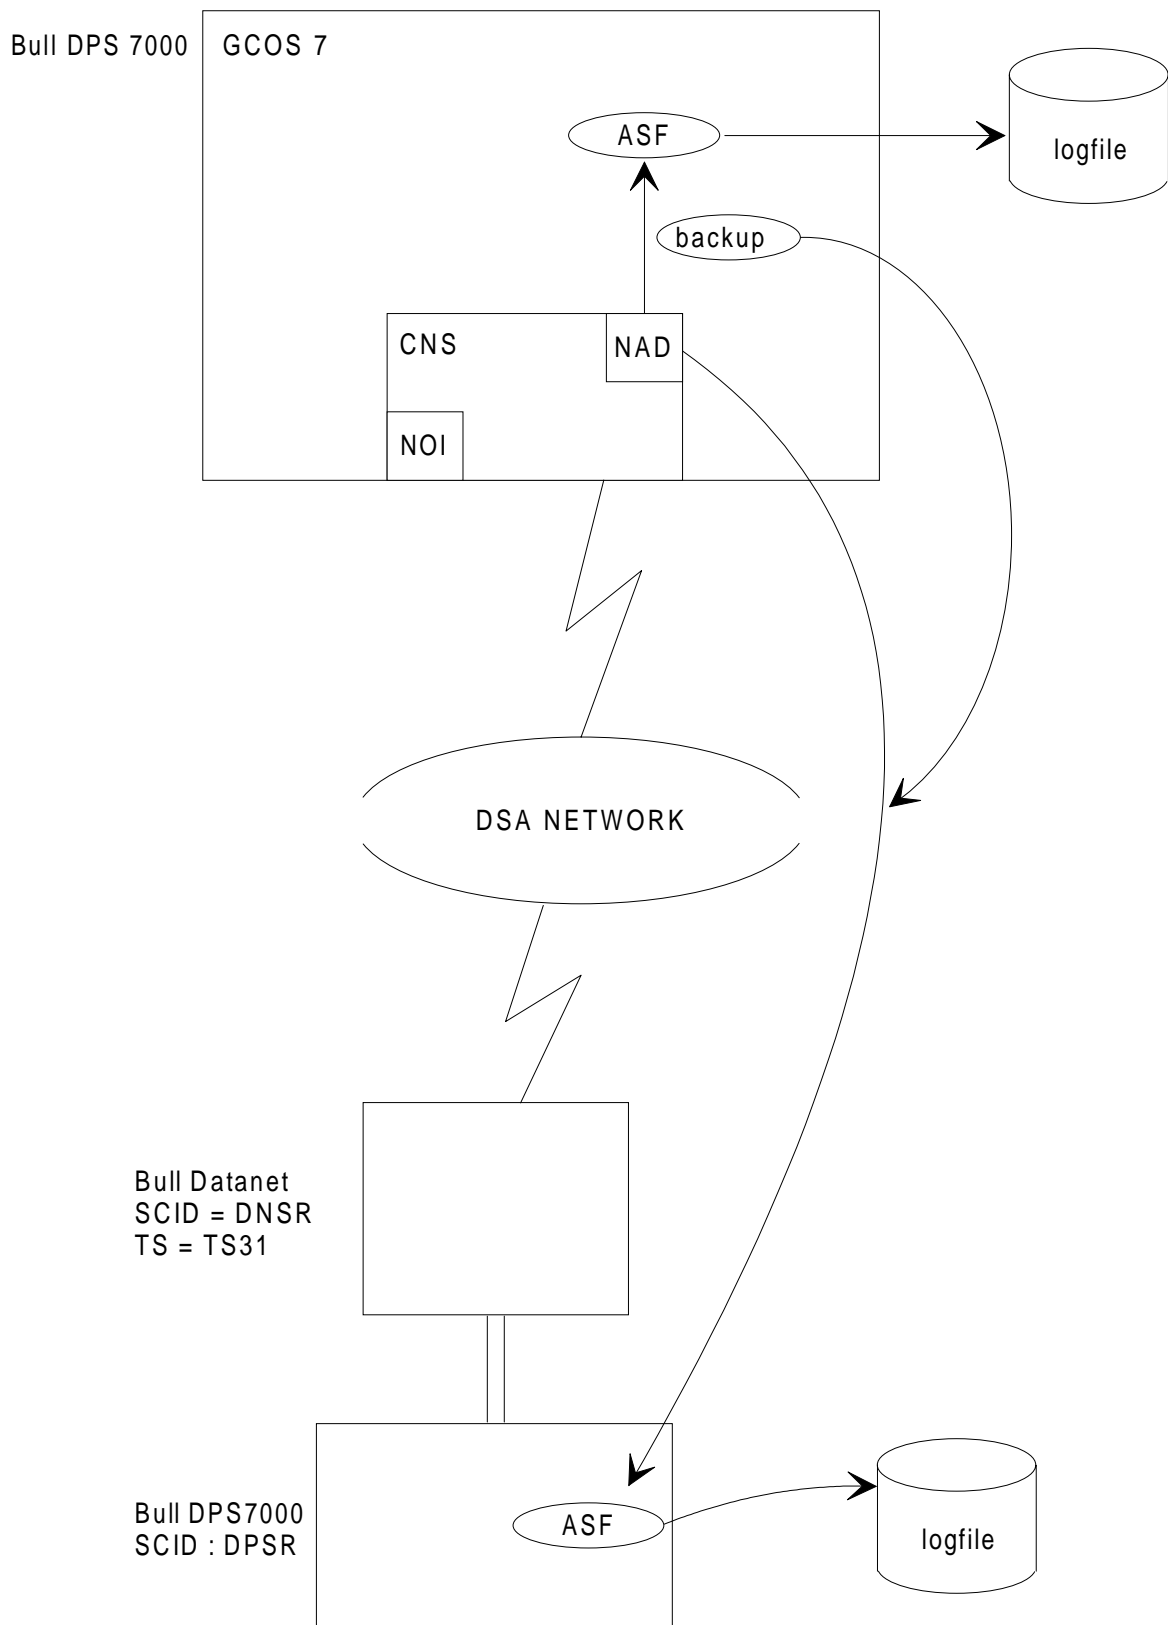 Bull DPS 7000
GCOS 7
ASF
logfile
backup
CNS
NAD
NOI
DSA NETWORK
Bull Datanet
SCID = DNSR
TS = TS31
Bull DPS7000
SCID : DPSR
ASF
logfile